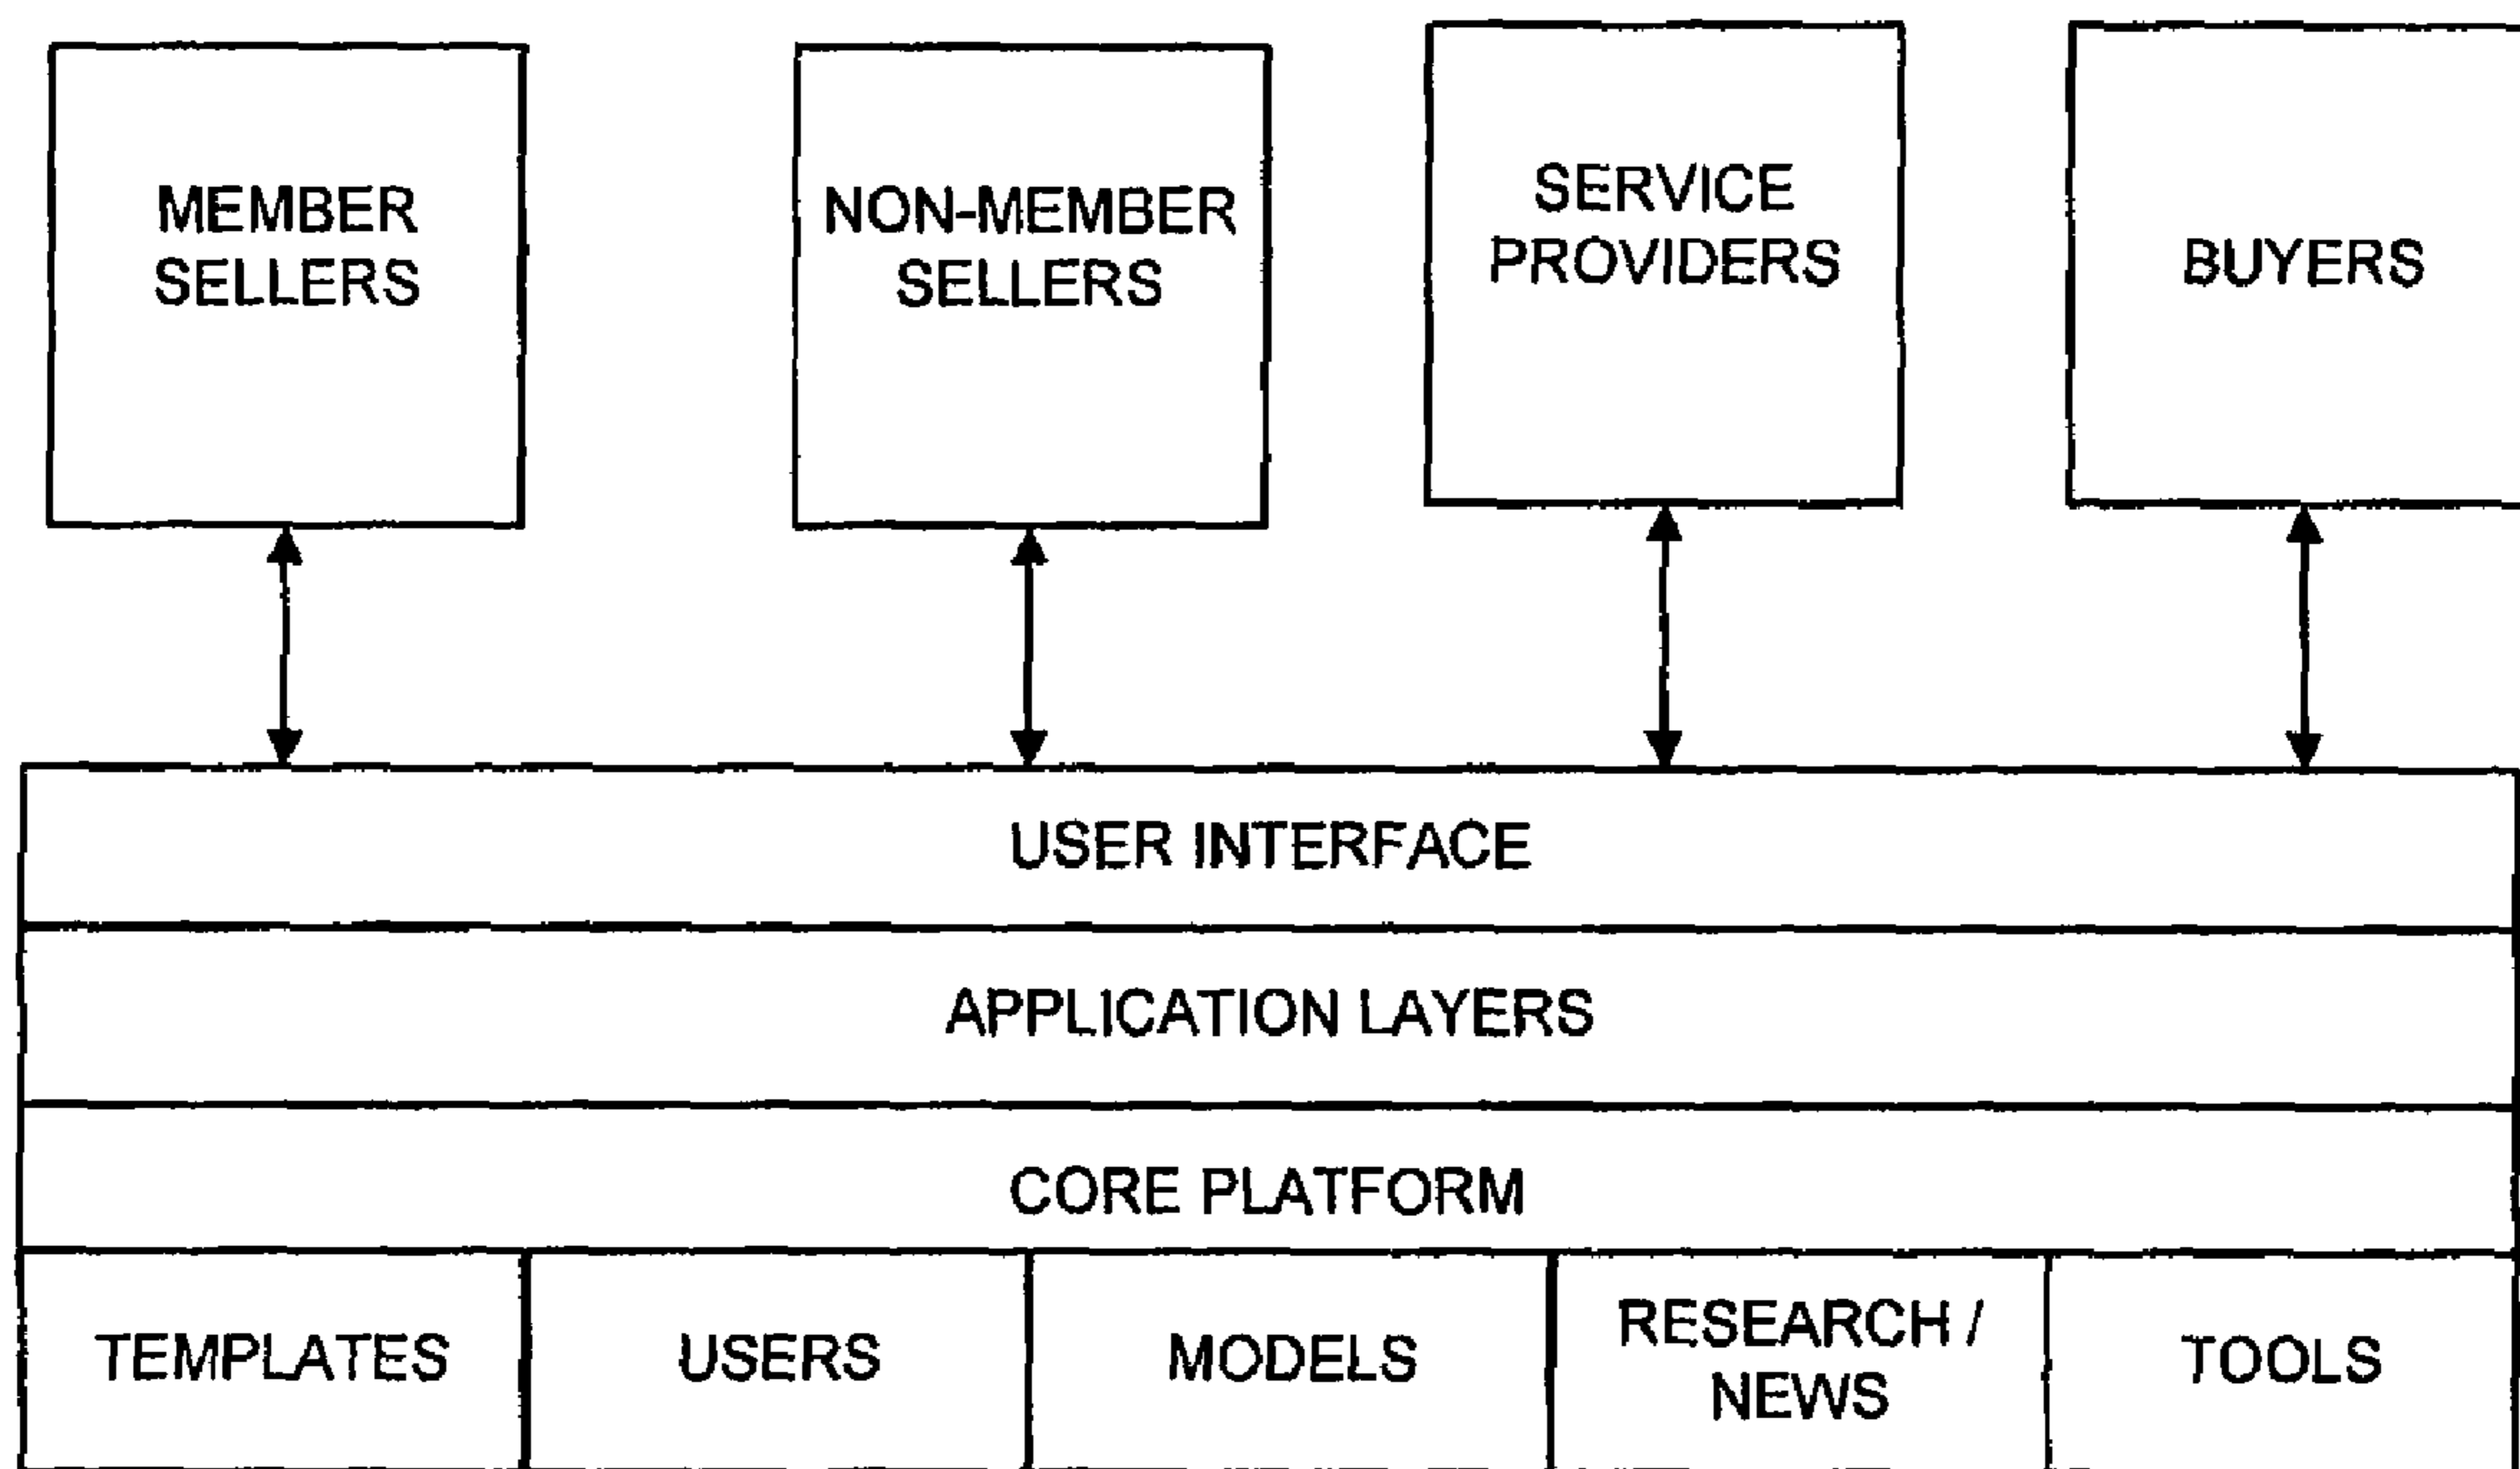 MEMBER
SELLERS
NON-MEMBER
SELLERS
SERVICE
PROVIDERS
BUYERS
USER INTERFACE
APPLICATION LAYERS
CORE PLATFORM
TEMPLATES
USERS
MODELS
RESEARCH /
NEWS
TOOLS